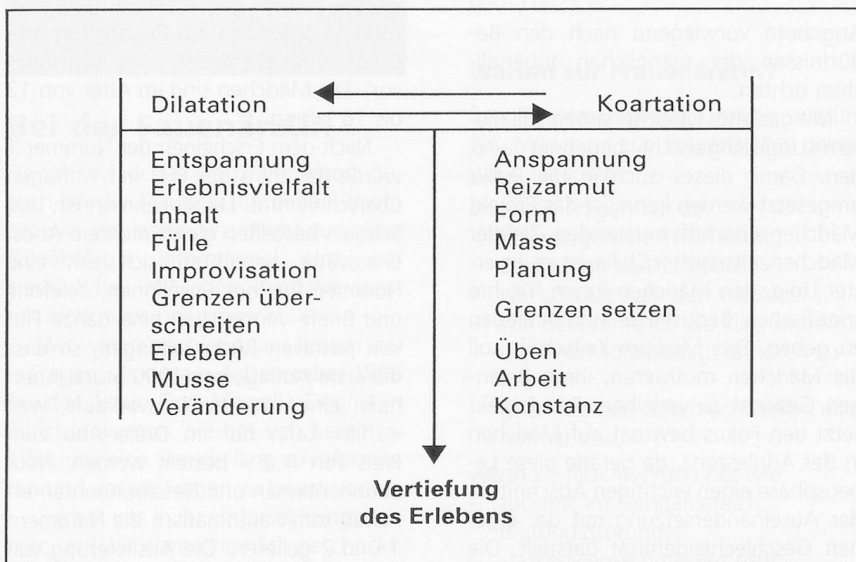 Dilatation Koartation
Entspannung Anspannung
Erlebnisvielfalt Reizarmut
Inhalt Form
Fülle Mass
Improvisation Planung
Grenzen über-
schreiten Grenzen setzen
Erleben Üben
Musse Arbeit
Veränderung Konstanz
Vertiefung
des Erlebens